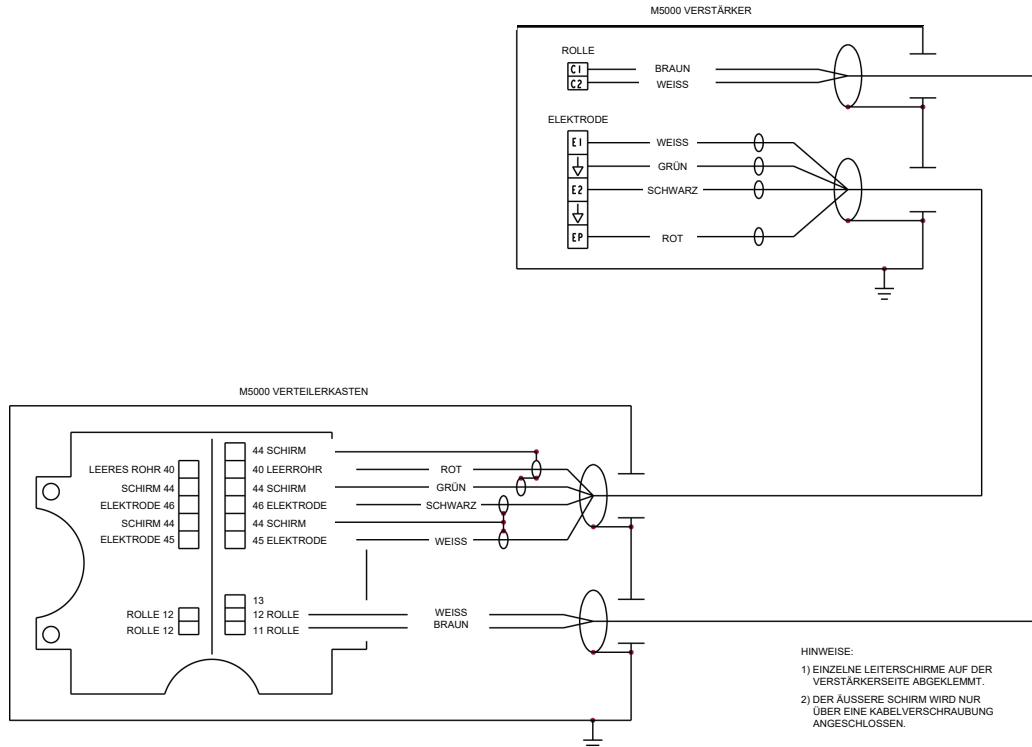 M5000 VERSTÄRKER
ROLLE
C1 BRAUN
C2 WEISS
ELEKTRODE
E1 WEISS
GRÜN
E2 SCHWARZ
EP ROT
M5000 VERTEILERKASTEN
44 SCHIRM
LEERES ROHR 40 40 LEERROHR ROT
SCHIRM 44 44 SCHIRM GRÜN
ELEKTRODE 46 46 ELEKTRODE SCHWARZ
SCHIRM 44 44 SCHIRM
ELEKTRODE 45 45 ELEKTRODE WEISS
13
ROLLE 12 12 ROLLE WEISS
ROLLE 12 11 ROLLE BRAUN
HINWEISE:
1) EINZELNE LEITERSCHIRME AUF DER
VERSTÄRKERSEITE ABGEKLEMMT.
2) DER ÄUSSERE SCHIRM WIRD NUR
ÜBER EINE KABELVERSCHRAUBUNG
ANGESCHLOSSEN.